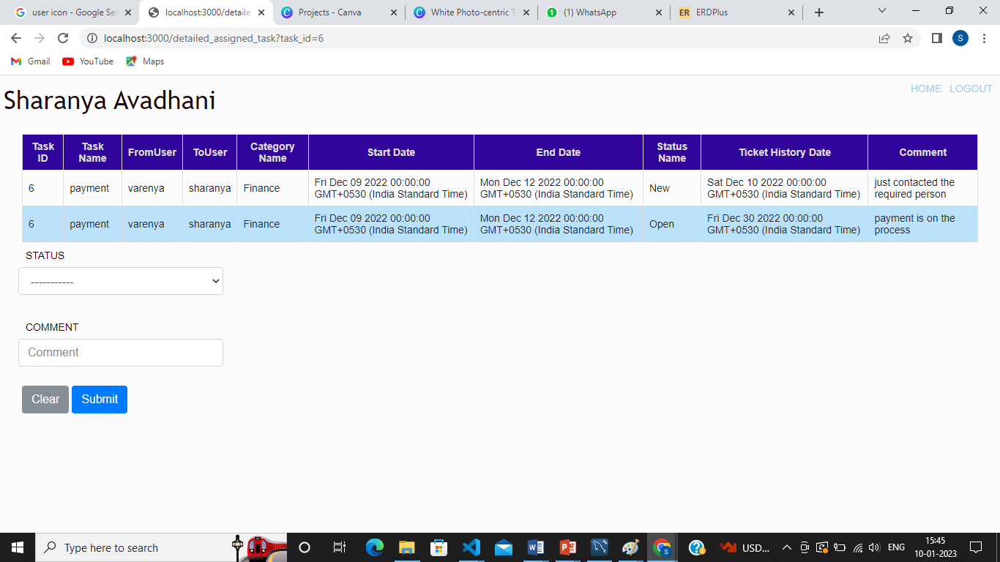 user icon - Google Sea
localhost:3000/detaile
Projects - Canva
White Photo-centric T
(1) WhatsApp
ER ERDPlus
localhost:3000/detailed_assigned_task?task_id=6
S
Gmail YouTube Maps
HOME LOGOUT
Sharanya Avadhani
Task ID Task Name FromUser ToUser Category Name Start Date End Date Status Name Ticket History Date Comment
6 payment varenya sharanya Finance Fri Dec 09 2022 00:00:00 GMT+0530 (India Standard Time) Mon Dec 12 2022 00:00:00 GMT+0530 (India Standard Time) New Sat Dec 10 2022 00:00:00 GMT+0530 (India Standard Time) just contacted the required person
6 payment varenya sharanya Finance Fri Dec 09 2022 00:00:00 GMT+0530 (India Standard Time) Mon Dec 12 2022 00:00:00 GMT+0530 (India Standard Time) Open Fri Dec 30 2022 00:00:00 GMT+0530 (India Standard Time) payment is on the process
STATUS
-----------
COMMENT
Comment
Clear Submit
Type here to search
USD...
ENG
15:45
10-01-2023